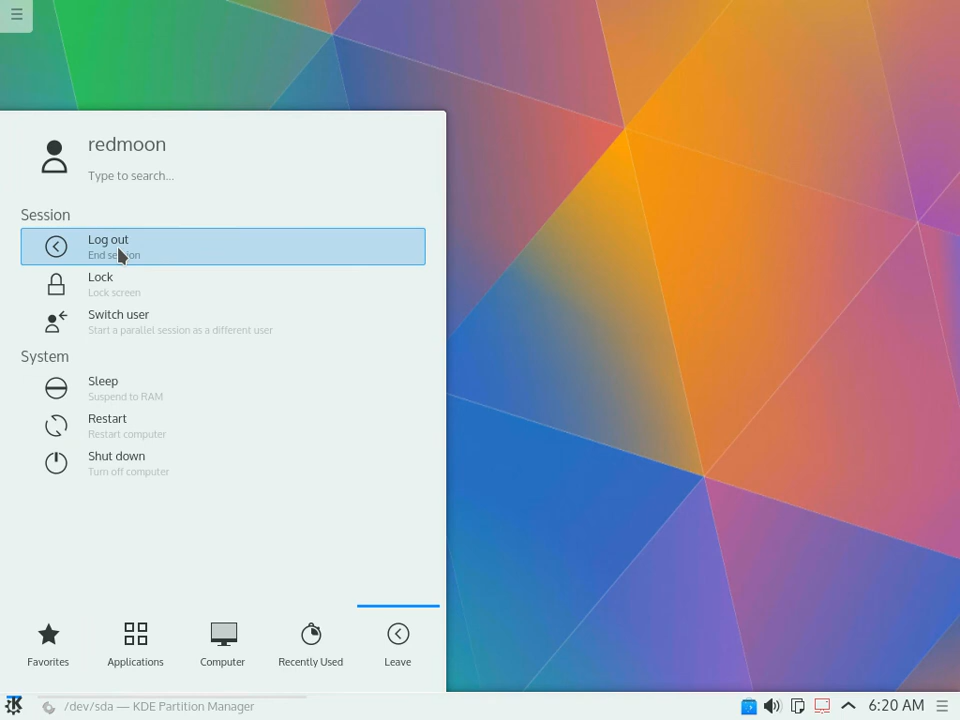 redmoon
Type to search...
Session
Log out
End session
Lock
Lock screen
Switch user
Start a parallel session as a different user
System
Sleep
Suspend to RAM
Restart
Restart computer
Shut down
Turn off computer
Favorites
Applications
Computer
Recently Used
Leave
/dev/sda — KDE Partition Manager
6:20 AM